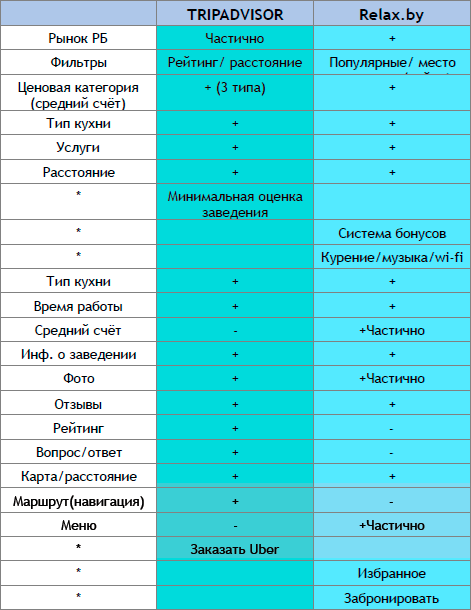 TRIPADVISOR Relax.by
Рынок РБ Частично +
Фильтры Рейтинг/ расстояние Популярные/ место
Ценовая категория + (3 типа) +
(средний счёт)
Тип кухни + +
Услуги + +
Расстояние + +
* Минимальная оценка
заведения
* Система бонусов
* Курение/музыка/wi-fi
Тип кухни + +
Время работы + +
Средний счёт - +Частично
Инф. о заведении + +
Фото + +Частично
Отзывы + +
Рейтинг + -
Вопрос/ответ + -
Карта/расстояние + +
Маршрут(навигация) + -
Меню - +Частично
* Заказать Uber
* Избранное
* Забронировать